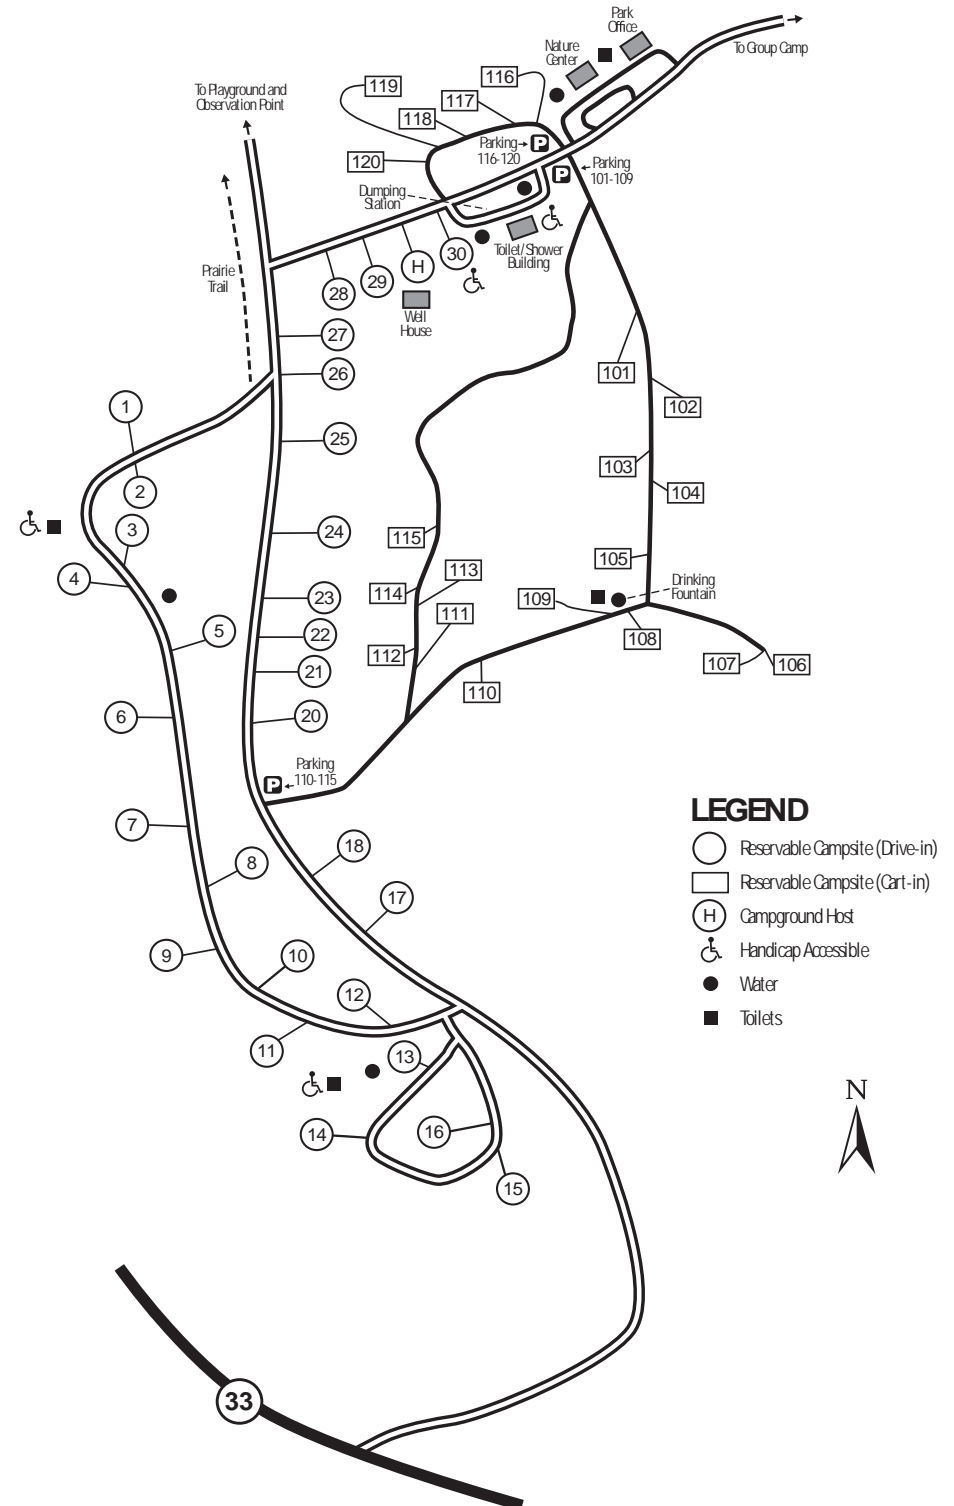 Park
Office
To Group Camp
Nature
Center
116
119
117
To Playground and
Observation Point
118
Parking
116-120
P
120
Parking
101-109
P
Dumping
Station
30
Toilet/Shower
Building
Prairie
Trail
H
29
28
Well
House
27
26
101
1
102
25
103
2
104
3
24
115
105
4
113
Drinking
Fountain
114
23
109
111
5
22
108
112
107
106
21
110
6
20
Parking
110-115
P
LEGEND
7
18
Reservable Campsite (Drive-in)
8
Reservable Campsite (Cart-in)
17
H
Campground Host
9
10
Handicap Accessible
Water
12
Toilets
11
13
N
14
16
15
33